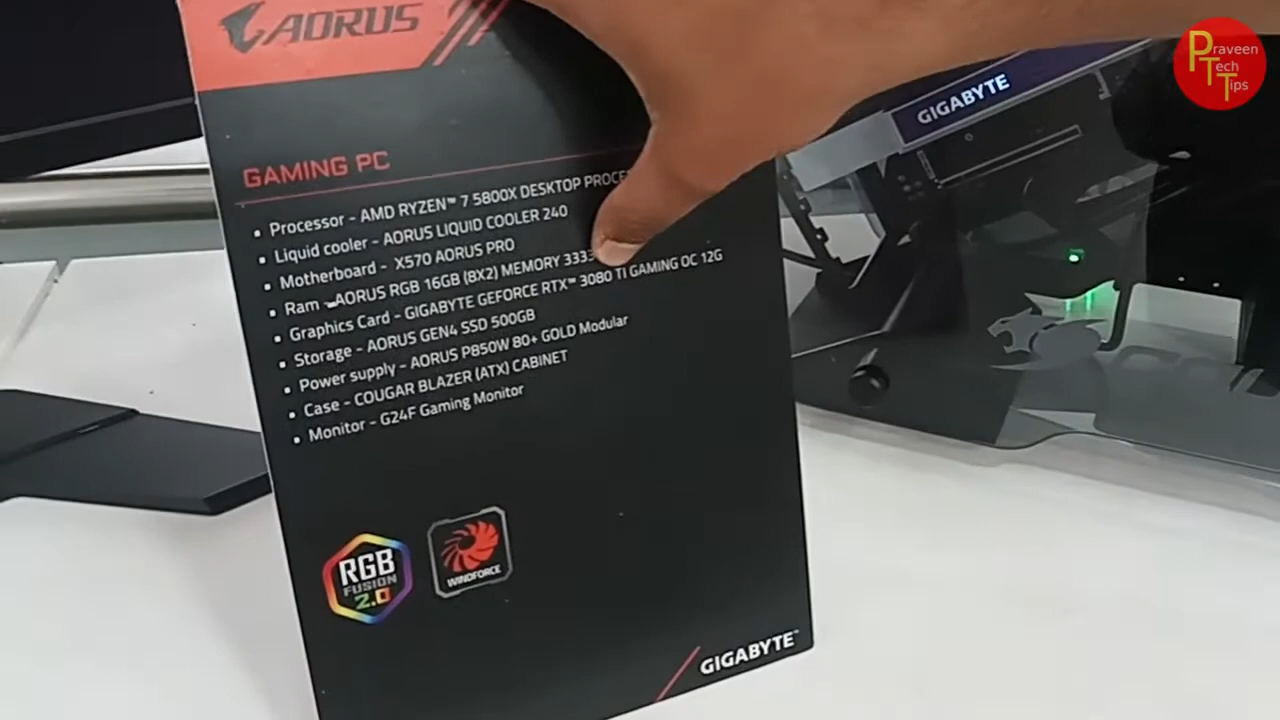 AORUS
GAMING PC
• Processor - AMD RYZEN™ 7 5800X DESKTOP
• Liquid cooler - AORUS LIQUID COOLER 240
• Motherboard - X570 AORUS PRO
• Ram - AORUS RGB 16GB (8X2) MEMORY 3333
• Graphics Card - GIGABYTE GEFORCE RTX™ 3080 TI GAMING OC 12G
• Storage - AORUS GEN4 SSD 500GB
• Power supply - AORUS P850W 80+ GOLD Modular
• Case - COUGAR BLAZER (ATX) CABINET
• Monitor - G24F Gaming Monitor
RGB
FUSION
2.0
WINDFORCE
GIGABYTE™
GIGABYTE
Praveen
Tech
Tips